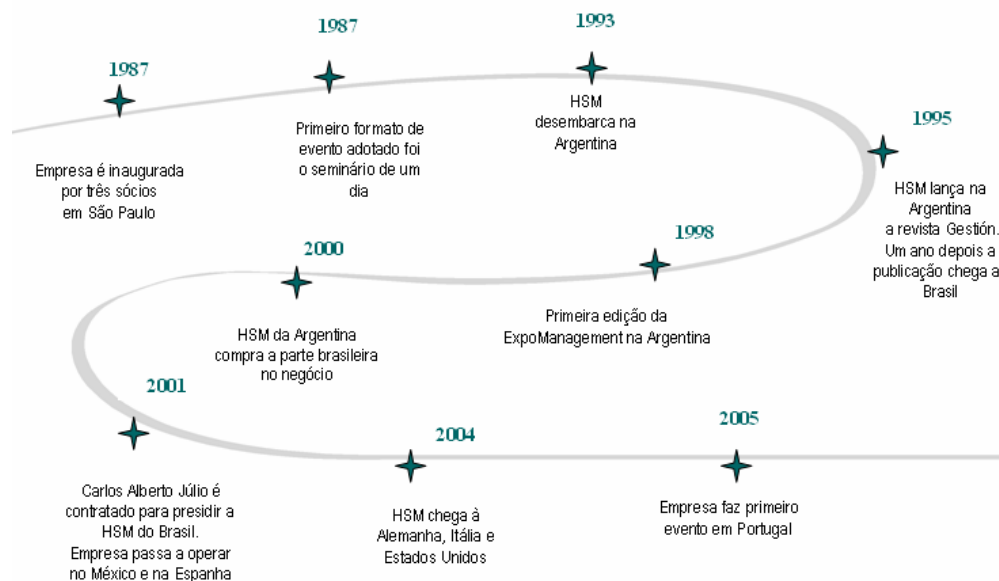 1987
Empresa é inaugurada
por três sócios
em São Paulo
1987
Primeiro formato de
evento adotado foi
o seminário de um
dia
1993
HSM
desembarca na
Argentina
1995
HSM lança na
Argentina
a revista Gestión.
Um ano depois a
publicação chega a
Brasil
1998
Primeira edição da
ExpoManagement na Argentina
2000
HSM da Argentina
compra a parte brasileira
no negócio
2001
Carlos Alberto Júlio é
contratado para presidir a
HSM do Brasil.
Empresa passa a operar
no México e na Espanha
2004
HSM chega à
Alemanha, Itália e
Estados Unidos
2005
Empresa faz primeiro
evento em Portugal